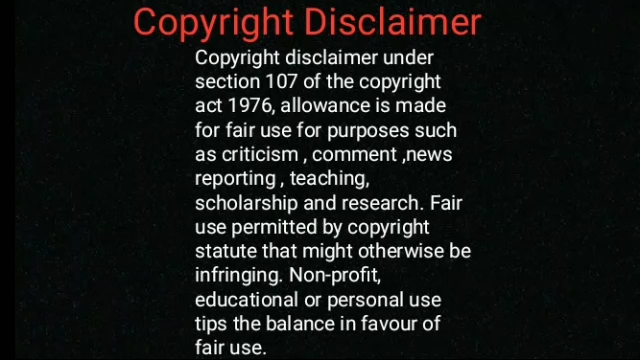 Copyright Disclaimer
Copyright disclaimer under
section 107 of the copyright
act 1976, allowance is made
for fair use for purposes such
as criticism , comment ,news
reporting , teaching,
scholarship and research. Fair
use permitted by copyright
statute that might otherwise be
infringing. Non-profit,
educational or personal use
tips the balance in favour of
fair use.